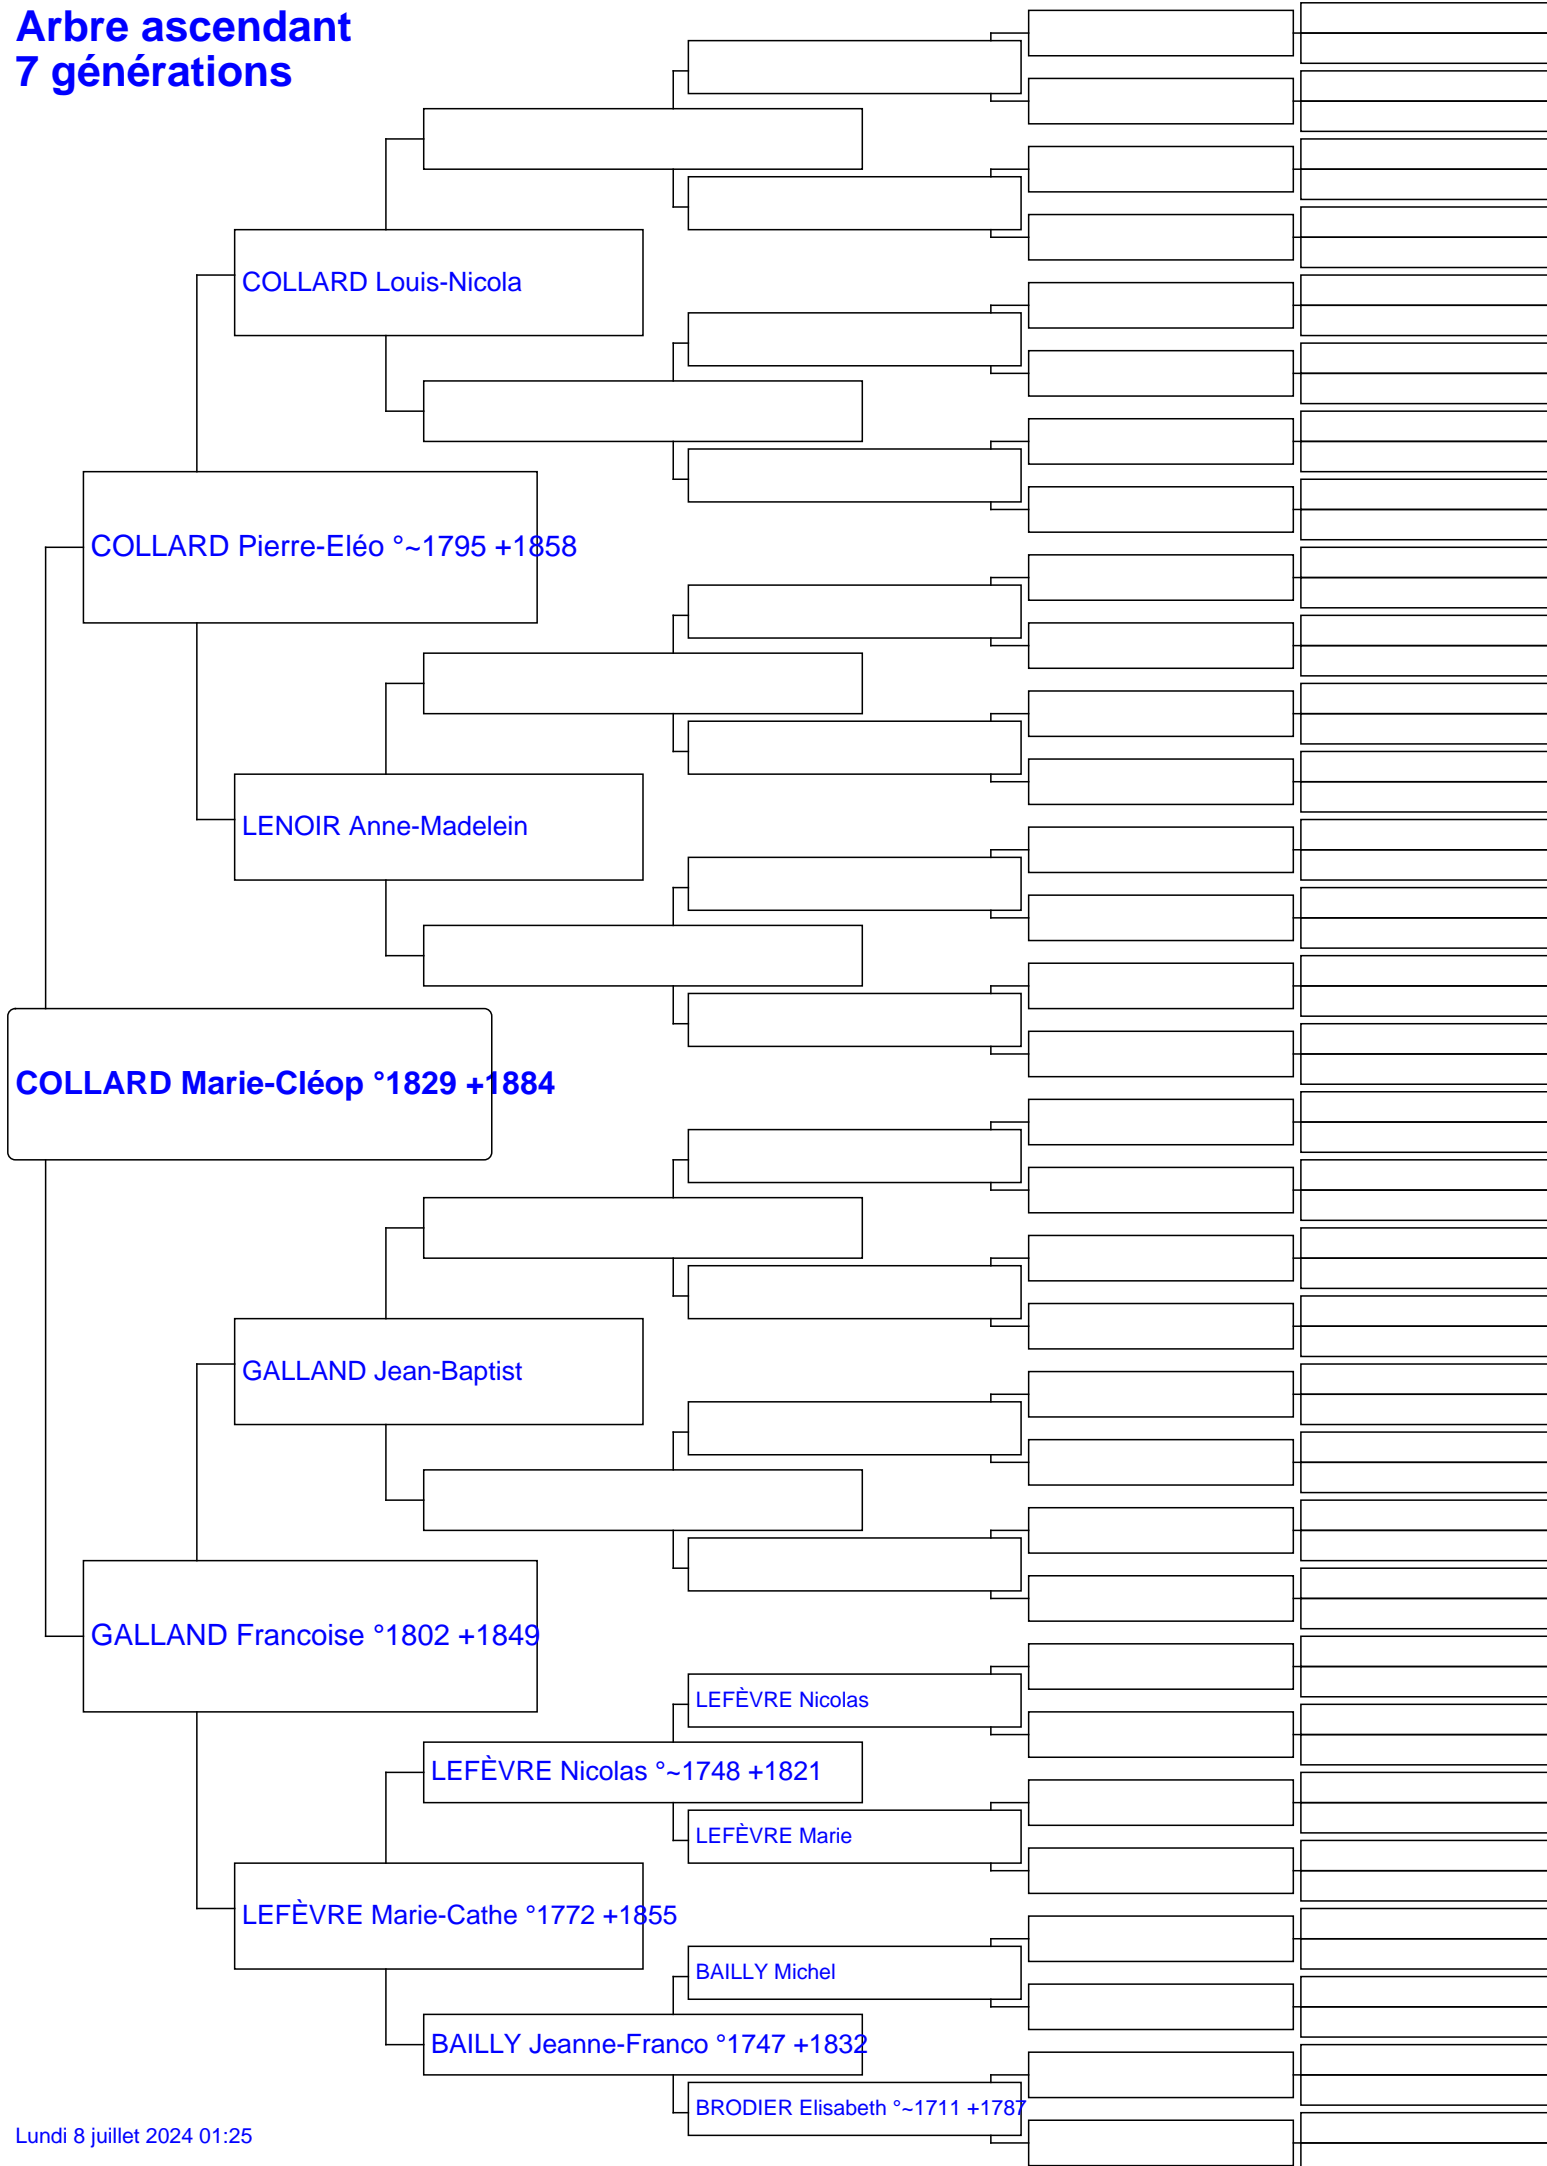 Arbre ascendant
7 générations
COLLARD Louis-Nicola
COLLARD Pierre-Eléo °~1795 +1858
LENOIR Anne-Madelein
COLLARD Marie-Cléop °1829 +1884
GALLAND Jean-Baptist
GALLAND Francoise °1802 +1849
LEFÈVRE Nicolas
LEFÈVRE Nicolas °~1748 +1821
LEFÈVRE Marie
LEFÈVRE Marie-Cathe °1772 +1855
BAILLY Michel
BAILLY Jeanne-Franco °1747 +1832
BRODIER Elisabeth °~1711 +1787
Lundi 8 juillet 2024 01:25